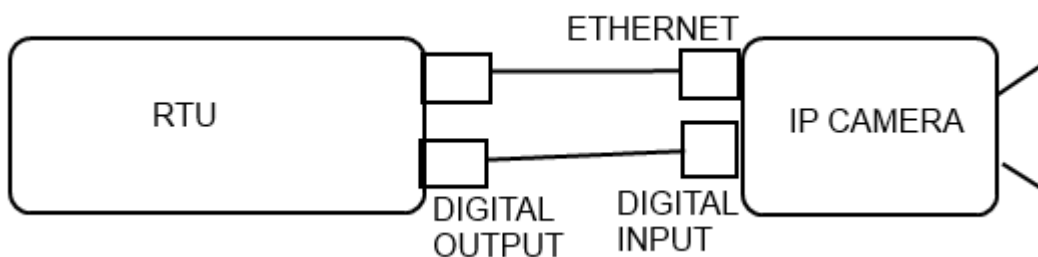 ETHERNET
RTU
IP CAMERA
DIGITAL
OUTPUT
DIGITAL
INPUT